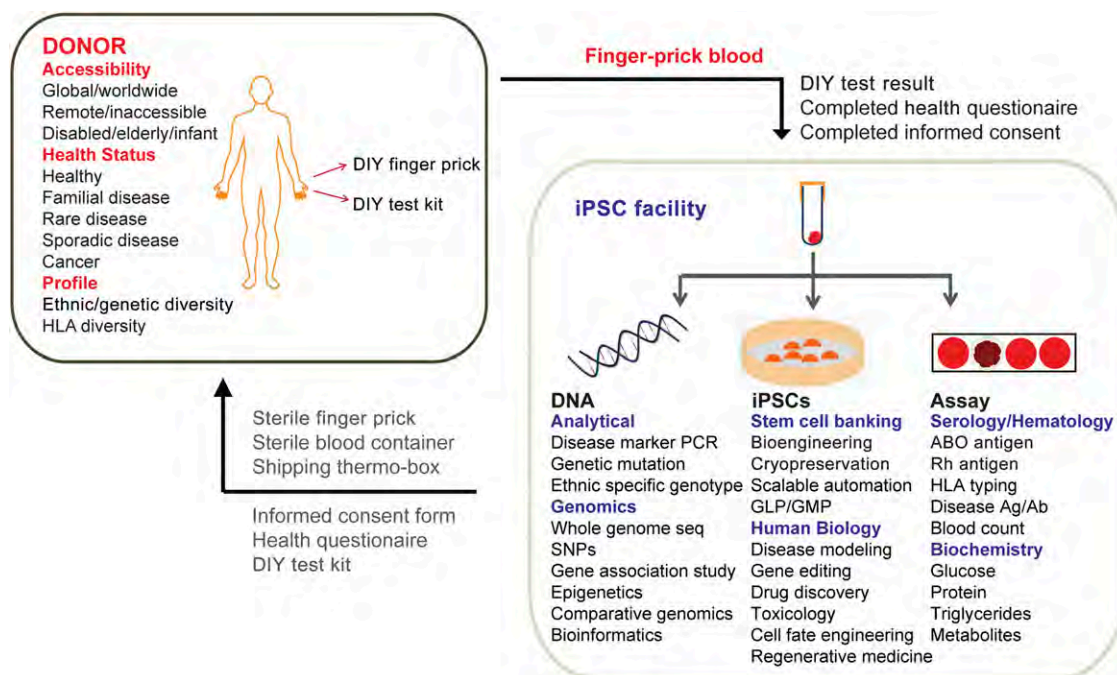 DONOR
Accessibility
Global/worldwide
Remote/inaccessible
Disabled/elderly/infant
Health Status
Healthy
Familial disease
Rare disease
Sporadic disease
Cancer
Profile
Ethnic/genetic diversity
HLA diversity
DIY finger prick
DIY test kit
Finger-prick blood
DIY test result
Completed health questionaire
Completed informed consent
iPSC facility
DNA
Analytical
Disease marker PCR
Genetic mutation
Ethnic specific genotype
Genomics
Whole genome seq
SNPs
Gene association study
Epigenetics
Comparative genomics
Bioinformatics
iPSCs
Stem cell banking
Bioengineering
Cryopreservation
Scalable automation
GLP/GMP
Human Biology
Disease modeling
Gene editing
Drug discovery
Toxicology
Cell fate engineering
Regenerative medicine
Assay
Serology/Hematology
ABO antigen
Rh antigen
HLA typing
Disease Ag/Ab
Blood count
Biochemistry
Glucose
Protein
Triglycerides
Metabolites
Sterile finger prick
Sterile blood container
Shipping thermo-box
Informed consent form
Health questionaire
DIY test kit